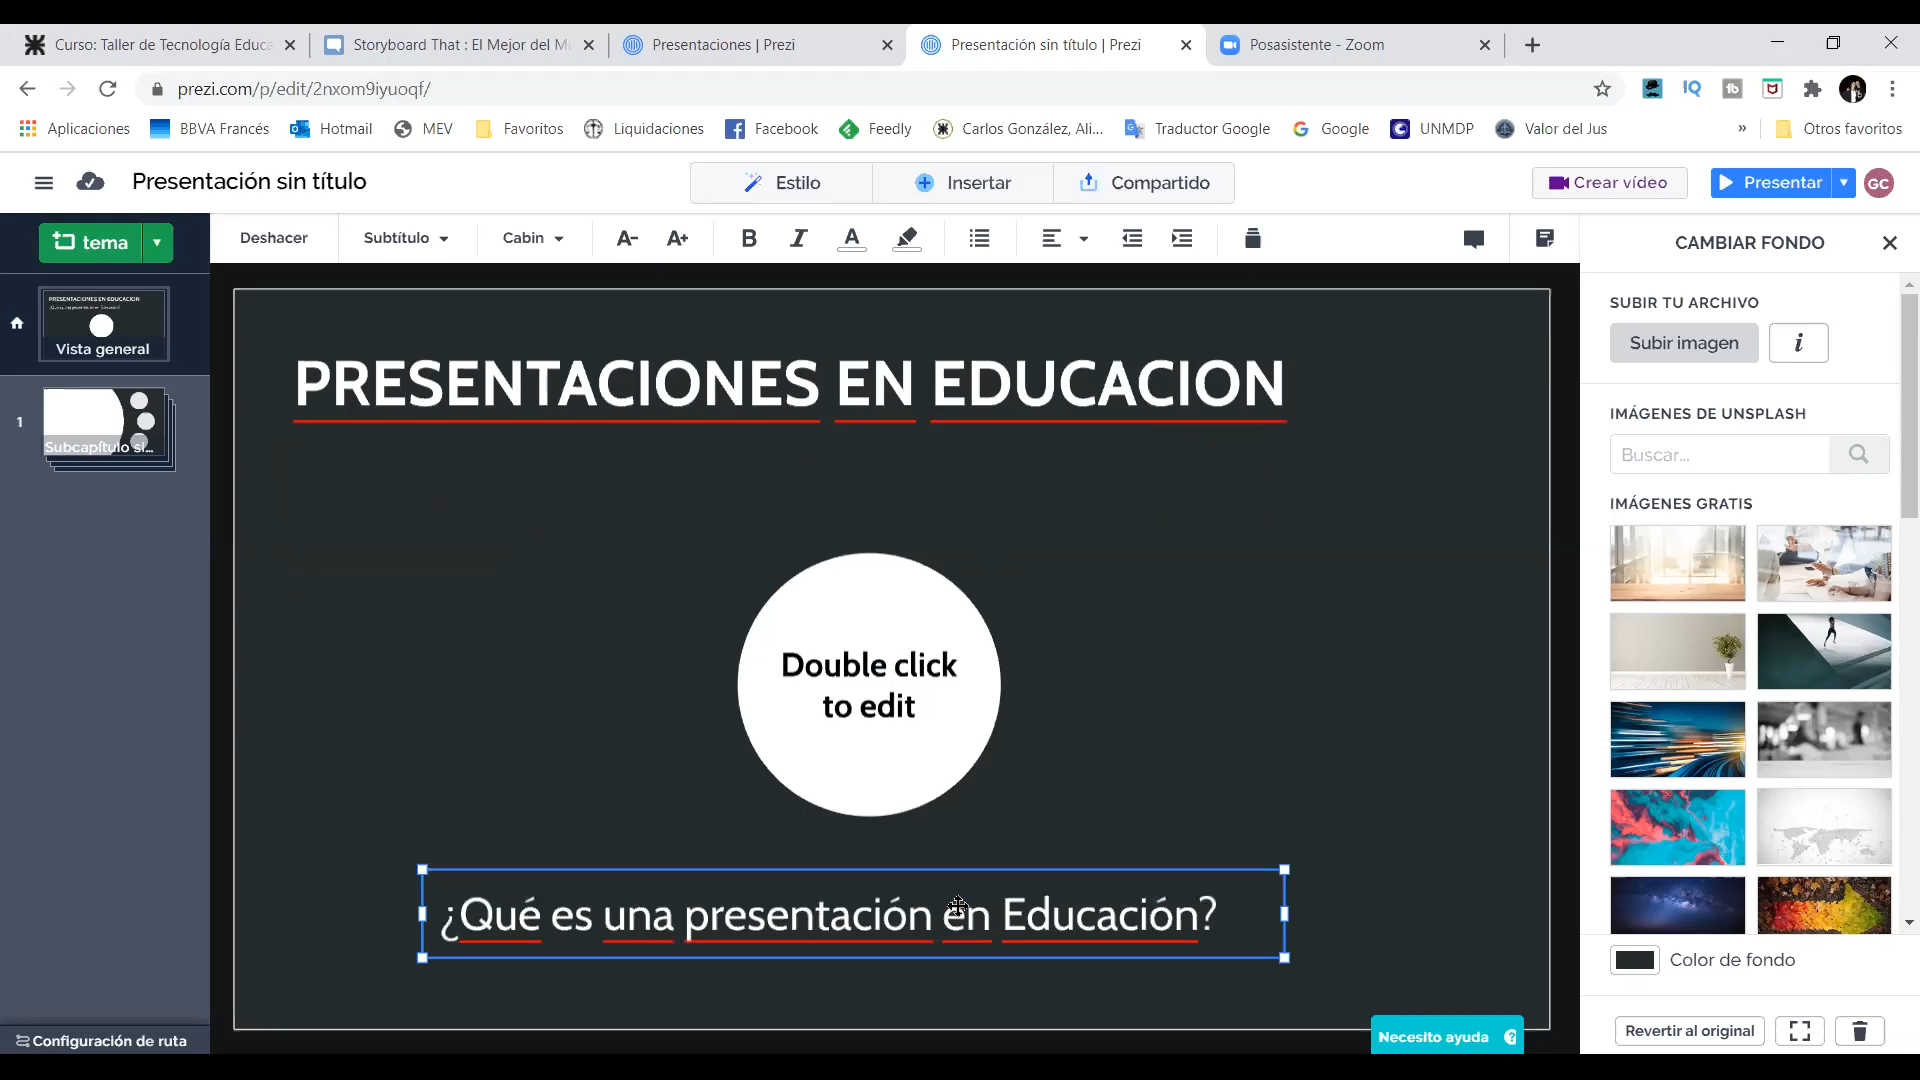 Curso: Taller de Tecnología Educa
Storyboard That : El Mejor del M
Presentaciones | Prezi
Presentación sin título | Prezi
Posasistente - Zoom
prezi.com/p/edit/2nxom9iyuoqf/
IQ
Aplicaciones
BBVA Francés
Hotmail
MEV
Favoritos
Liquidaciones
Facebook
Feedly
Carlos González, Ali...
Traductor Google
Google
UNMDP
Valor del Jus
»
Otros favoritos
Presentación sin título
Estilo
Insertar
Compartido
Crear vídeo
Presentar
GC
tema
Deshacer
Subtítulo
Cabin
A-
A+
B
I
A
CAMBIAR FONDO
PRESENTACIONES EN EDUCACION
Vista general
1
Subcapítulo si...
Configuración de ruta
PRESENTACIONES EN EDUCACION
Double click
to edit
¿Qué es una presentación en Educación?
SUBIR TU ARCHIVO
Subir imagen
i
IMÁGENES DE UNSPLASH
Buscar...
IMÁGENES GRATIS
Color de fondo
Revertir al original
Necesito ayuda ?